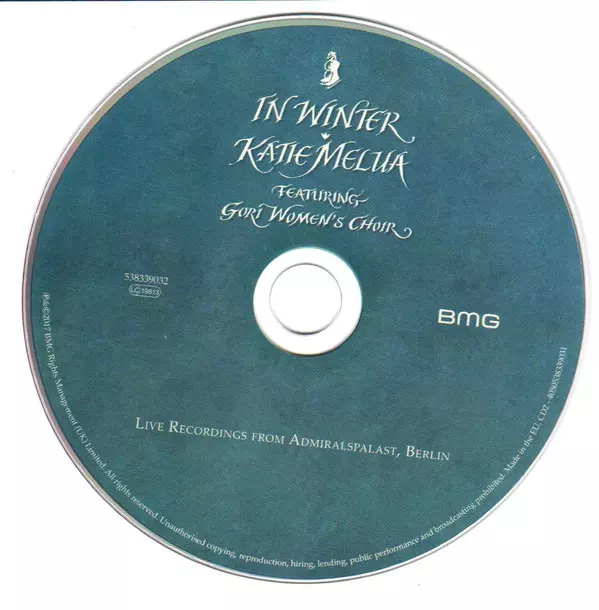 IN WINTER
KATIE MELUA
FEATURING
GORI WOMEN'S CHOIR
538339032
LC 19813
BMG
LIVE RECORDINGS FROM ADMIRALSPALAST, BERLIN
℗&©2017 BMG Rights Management (UK) Limited. All rights reserved. Unauthorised copying, reproduction, hiring, lending, public performance and broadcasting prohibited. Made in the EU. CD2 - 4050538339031